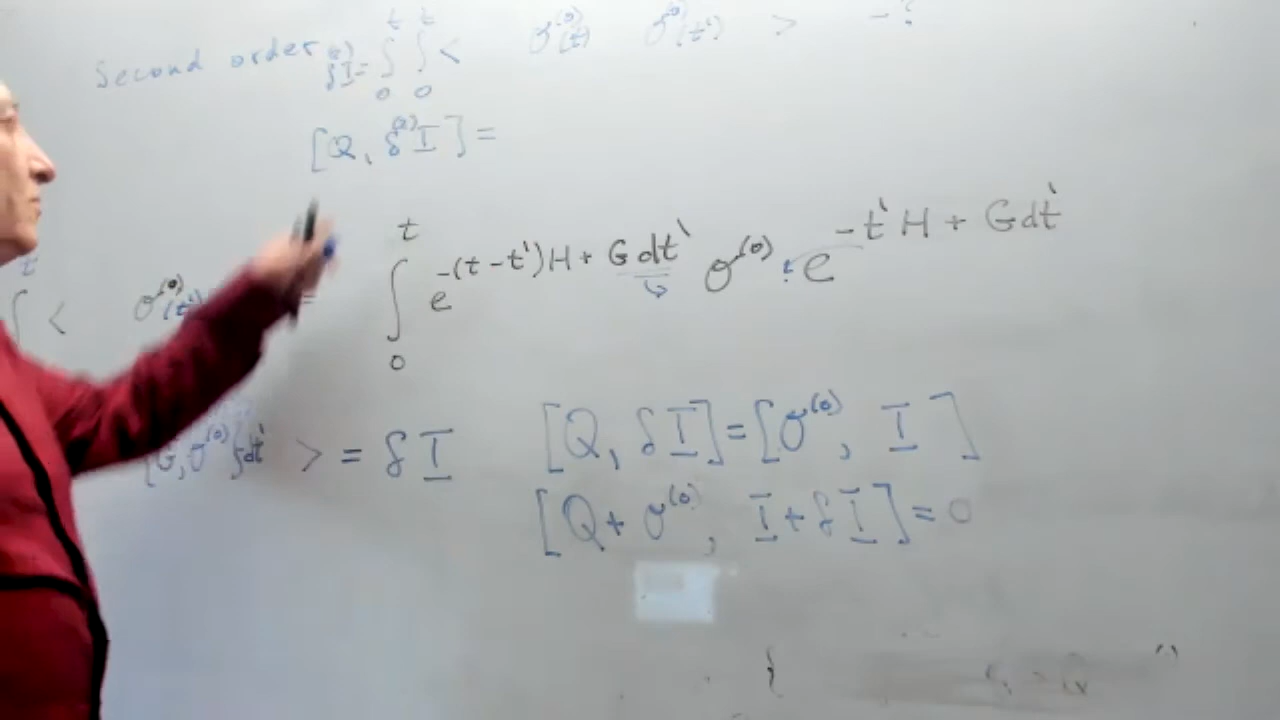 Second order δ⁽²⁾I = ∫₀ᵗ ∫₀ᵗ < σ⁽⁰⁾(t) σ⁽⁰⁾(t') > - ?
[Q, δ⁽²⁾I] =
∫ᵗ < σ⁽⁰⁾(t') = ∫₀ᵗ e^{-(t-t')H + G dt'} σ⁽⁰⁾ e^{-t'H + G dt'}
[G, σ⁽⁰⁾} dt' > = δI [Q, δI] = [σ⁽⁰⁾, I]
[Q + σ⁽⁰⁾, I + δI] = 0